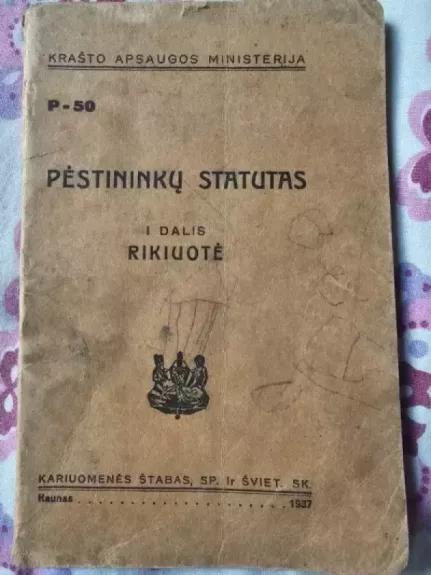 KRAŠTO APSAUGOS MINISTERIJA
P-50
PĖSTININKŲ STATUTAS
I DALIS
RIKIUOTĖ
KARIUOMENĖS ŠTABAS, SP. Ir ŠVIET. SK.
Kaunas . . . . . . . . . . . . . . . . . . . . . . 1937